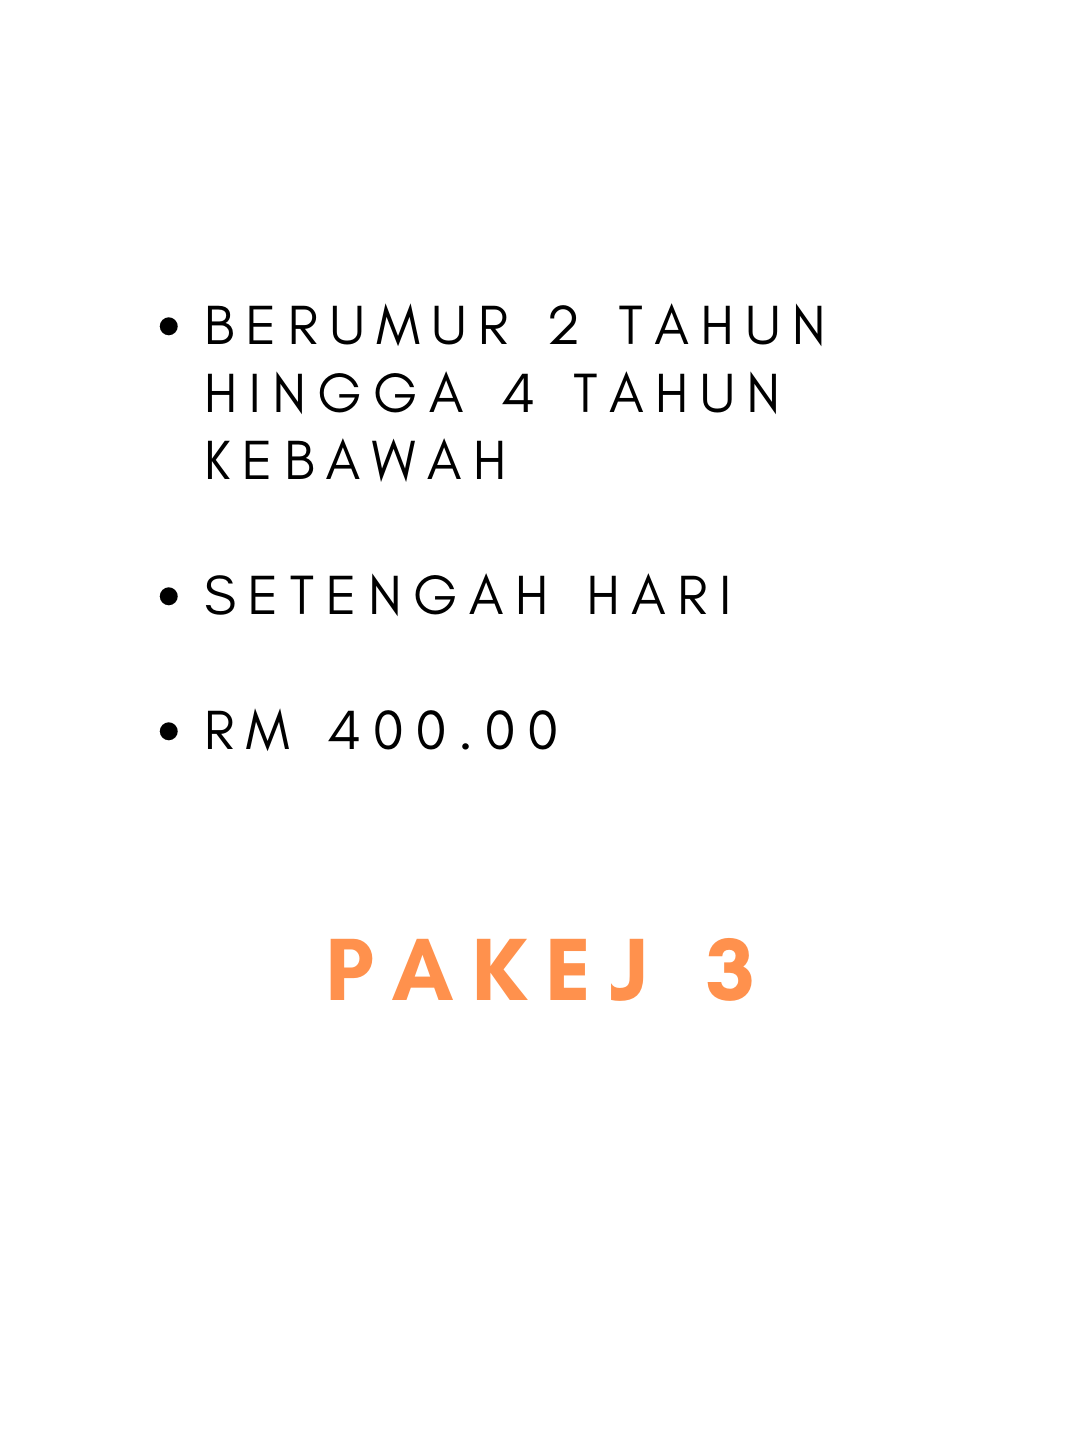 • BERUMUR 2 TAHUN
HINGGA 4 TAHUN
KEBAWAH
• SETENGAH HARI
• RM 400.00
PAKEJ 3